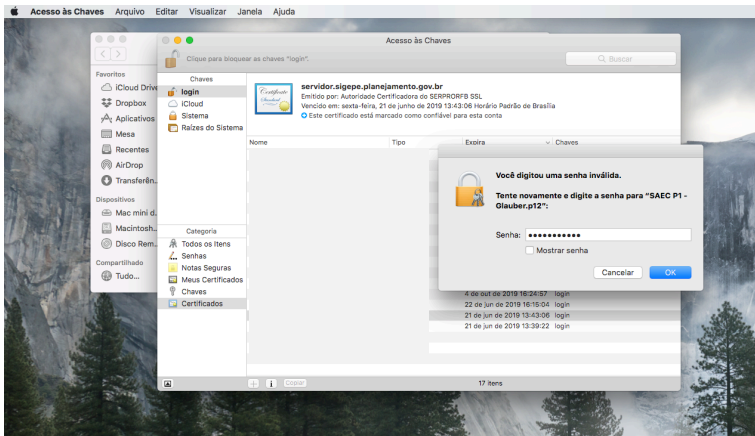 Acesso às Chaves Arquivo Editar Visualizar Janela Ajuda
Favoritos
iCloud Drive
Dropbox
Aplicativos
Mesa
Recentes
AirDrop
Transferên..
Dispositivos
Mac mini d..
Macintosh..
Disco Rem..
Compartilhado
Tudo...
Acesso às Chaves
Clique para bloquear as chaves "login".
Buscar
Chaves
login
iCloud
Sistema
Raízes do Sistema
Categoria
Todos os Itens
Senhas
Notas Seguras
Meus Certificados
Chaves
Certificados
Certificate
Standard
servidor.sigepe.planejamento.gov.br
Emitido por: Autoridade Certificadora do SERPRORFB SSL
Vencido em: sexta-feira, 21 de junho de 2019 13:43:06 Horário Padrão de Brasília
Este certificado está marcado como confiável para esta conta
Nome Tipo Expira Chaves
Você digitou uma senha inválida.
Tente novamente e digite a senha para “SAEC P1 -
Glauber.p12”:
Senha:
Mostrar senha
Cancelar OK
4 de out de 2019 16:24:57 login
22 de jun de 2019 16:15:04 login
21 de jun de 2019 13:43:06 login
21 de jun de 2019 13:39:22 login
Copiar
17 itens